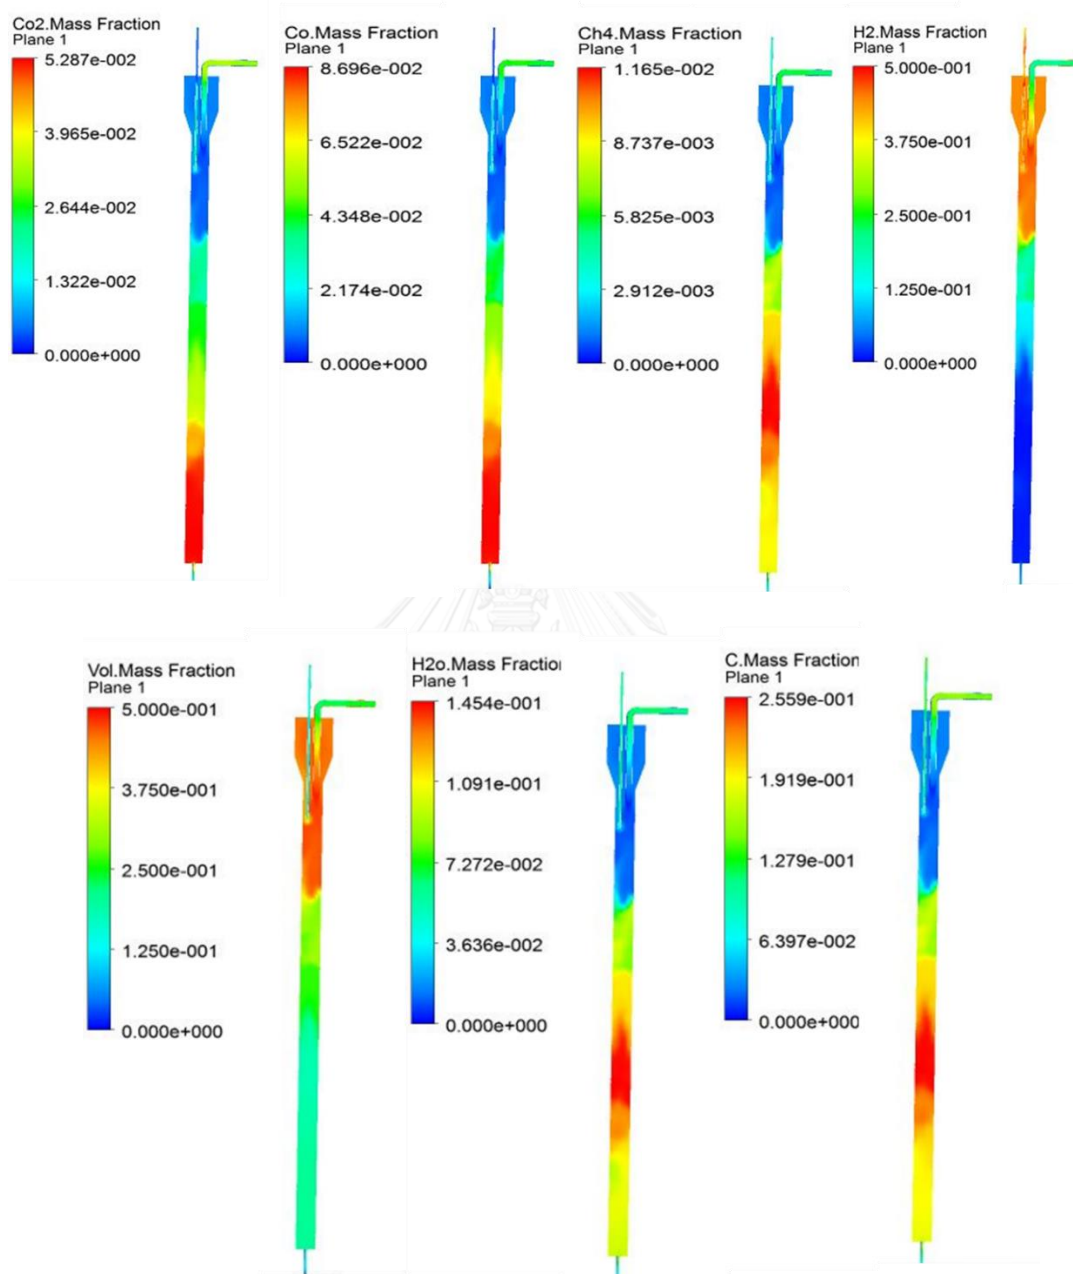 Co2.Mass Fraction
Plane 1
5.287e-002
3.965e-002
2.644e-002
1.322e-002
0.000e+000
Co.Mass Fraction
Plane 1
8.696e-002
6.522e-002
4.348e-002
2.174e-002
0.000e+000
Ch4.Mass Fraction
Plane 1
1.165e-002
8.737e-003
5.825e-003
2.912e-003
0.000e+000
H2.Mass Fraction
Plane 1
5.000e-001
3.750e-001
2.500e-001
1.250e-001
0.000e+000
Vol.Mass Fraction
Plane 1
5.000e-001
3.750e-001
2.500e-001
1.250e-001
0.000e+000
H2o.Mass Fractio
Plane 1
1.454e-001
1.091e-001
7.272e-002
3.636e-002
0.000e+000
C.Mass Fraction
Plane 1
2.559e-001
1.919e-001
1.279e-001
6.397e-002
0.000e+000